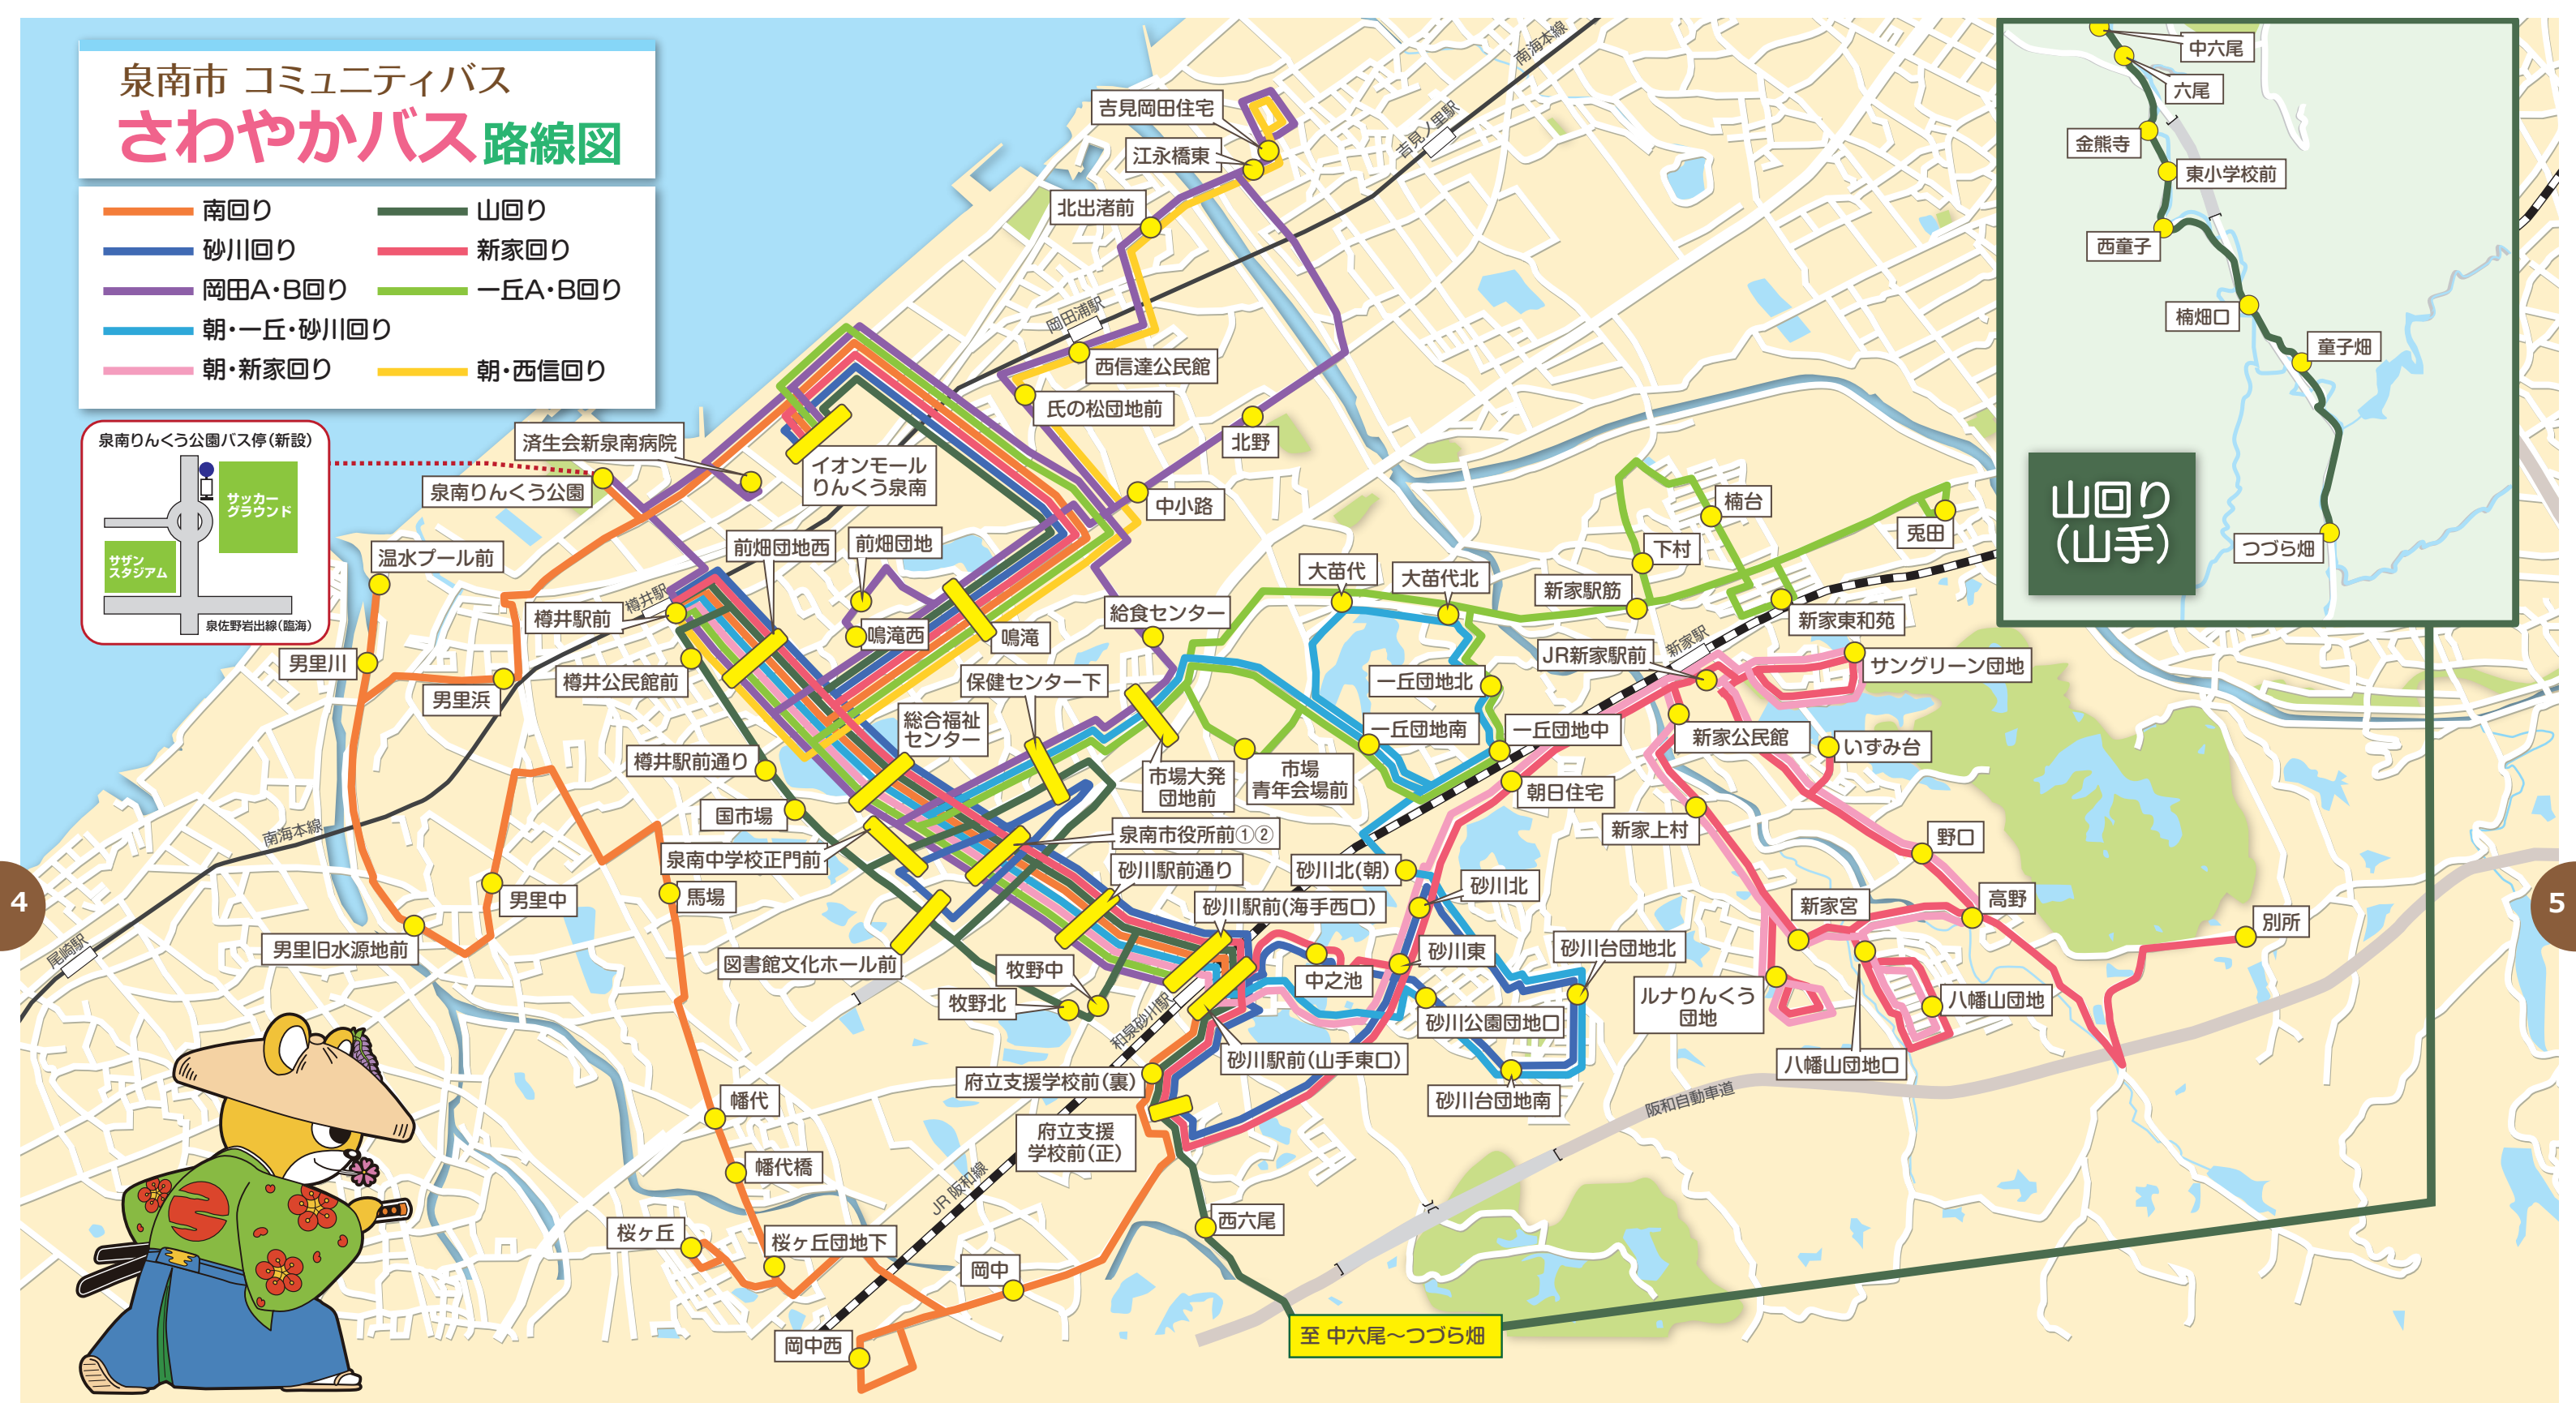 泉南市 コミュニティバス
さわやかバス路線図
南回り
山回り
砂川回り
新家回り
岡田A・B回り
一丘A・B回り
朝・一丘・砂川回り
朝・新家回り
朝・西信回り
泉南りんくう公園バス停(新設)
サッカー
グラウンド
サザン
スタジアム
泉佐野岩出線(臨海)
南海本線
吉見ノ里駅
吉見岡田住宅
江永橋東
北出渚前
岡田浦駅
西信達公民館
氏の松団地前
北野
中小路
済生会新泉南病院
泉南りんくう公園
イオンモール
りんくう泉南
温水プール前
前畑団地西
前畑団地
樽井駅
樽井駅前
鳴滝西
鳴滝
給食センター
大苗代
大苗代北
下村
楠台
兎田
新家駅筋
新家東和苑
男里川
男里浜
樽井公民館前
保健センター下
総合福祉
センター
一丘団地北
JR新家駅前
新家駅
サングリーン団地
一丘団地南
一丘団地中
新家公民館
いずみ台
樽井駅前通り
市場大発
団地前
市場
青年会場前
朝日住宅
国市場
新家上村
野口
南海本線
泉南中学校正門前
泉南市役所前①②
砂川駅前通り
砂川北(朝)
砂川北
男里中
馬場
砂川駅前(海手西口)
新家宮
高野
別所
男里旧水源地前
図書館文化ホール前
牧野中
牧野北
中之池
砂川東
砂川台団地北
尾崎駅
和泉砂川駅
砂川公園団地口
ルナりんくう
団地
八幡山団地
八幡山団地口
砂川駅前(山手東口)
府立支援学校前(裏)
砂川台団地南
阪和自動車道
幡代
府立支援
学校前(正)
幡代橋
JR 阪和線
桜ヶ丘
桜ヶ丘団地下
西六尾
岡中
岡中西
至 中六尾～つづら畑
中六尾
六尾
金熊寺
東小学校前
西童子
楠畑口
童子畑
つづら畑
山回り
(山手)
4
5